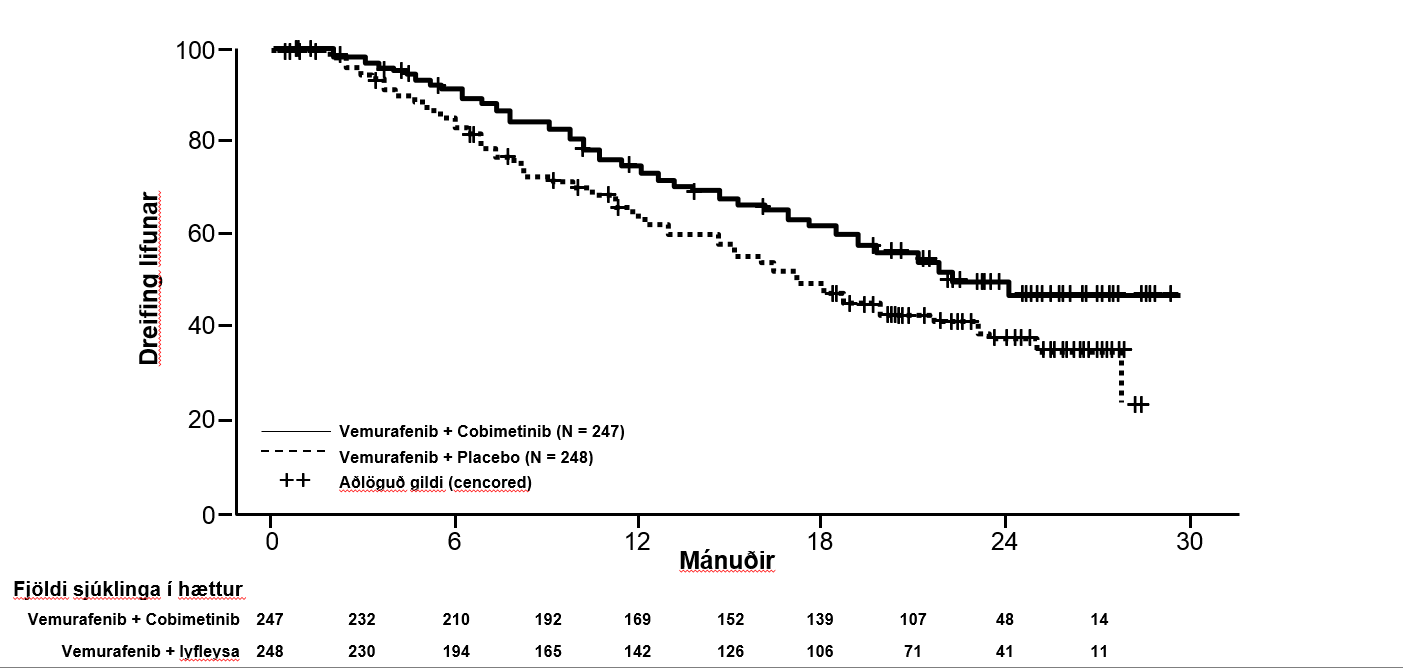 100
80
60
40
20
0
Dreifing lifunar
Vemurafenib + Cobimetinib (N = 247)
Vemurafenib + Placebo (N = 248)
Aðlöguð gildi (cencored)
0 6 12 18 24 30
Mánuðir
Fjöldi sjúklinga í hættur
Vemurafenib + Cobimetinib 247 232 210 192 169 152 139 107 48 14
Vemurafenib + lyfleysa 248 230 194 165 142 126 106 71 41 11